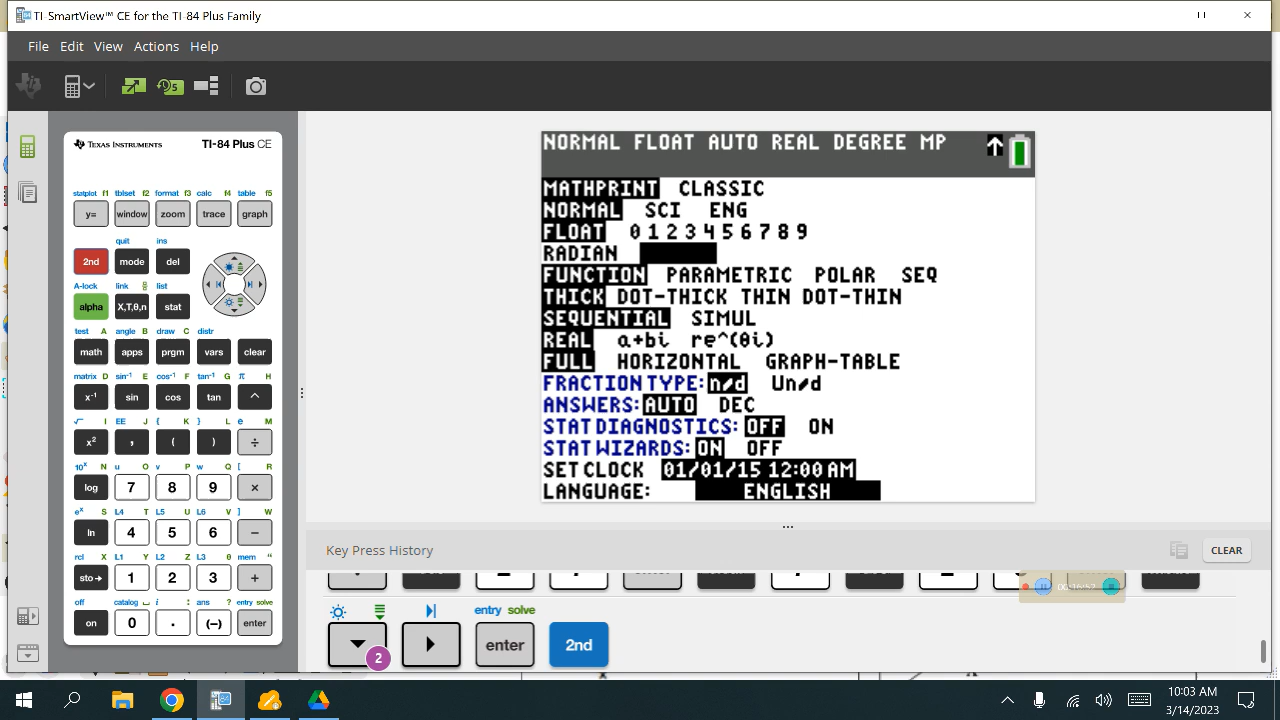 TI-SmartView™ CE for the TI-84 Plus Family
File Edit View Actions Help
TEXAS INSTRUMENTS TI-84 Plus CE
statplot f1 tblset f2 format f3 calc f4 table f5
y= window zoom trace graph
quit ins
2nd mode del
A-lock link list
alpha X,T,θ,n stat
test A angle B draw C distr
math apps prgm vars clear
matrix D sin⁻¹ E cos⁻¹ F tan⁻¹ G π H
x⁻¹ sin cos tan ^
√ I EE J { K } L e M
x² , ( ) ÷
10ˣ N u O v P w Q [ R
log 7 8 9 ×
eˣ S L4 T L5 U L6 V ] W
ln 4 5 6 −
rcl X L1 Y L2 Z L3 θ mem “
sto→ 1 2 3 +
off catalog i : ans ? entry solve
on 0 . (−) enter
NORMAL FLOAT AUTO REAL DEGREE MP
MATHPRINT CLASSIC
NORMAL SCI ENG
FLOAT 0 1 2 3 4 5 6 7 8 9
RADIAN
FUNCTION PARAMETRIC POLAR SEQ
THICK DOT-THICK THIN DOT-THIN
SEQUENTIAL SIMUL
REAL a+bi re^(θi)
FULL HORIZONTAL GRAPH-TABLE
FRACTION TYPE: n/d Un/d
ANSWERS: AUTO DEC
STAT DIAGNOSTICS: OFF ON
STAT WIZARDS: ON OFF
SET CLOCK 01/01/15 12:00 AM
LANGUAGE: ENGLISH
Key Press History CLEAR
00:16:57
entry solve
2 enter 2nd
10:03 AM
3/14/2023